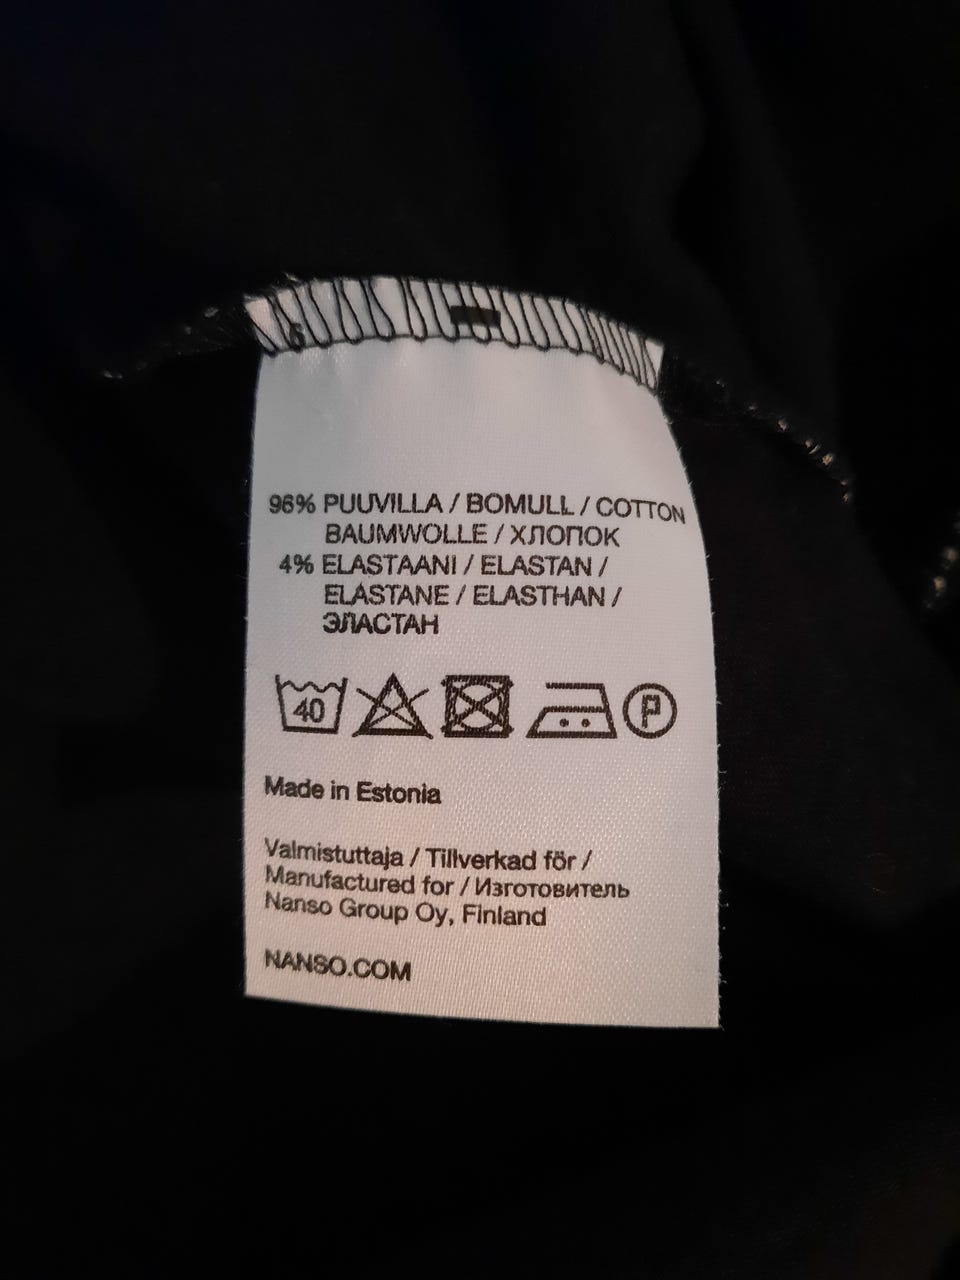 96% PUUVILLA / BOMULL / COTTON
BAUMWOLLE / ХЛОПОК
4% ELASTAANI / ELASTAN /
ELASTANE / ELASTHAN /
ЭЛАСТАН
40 P
Made in Estonia
Valmistuttaja / Tillverkad för /
Manufactured for / Изготовитель
Nanso Group Oy, Finland
NANSO.COM